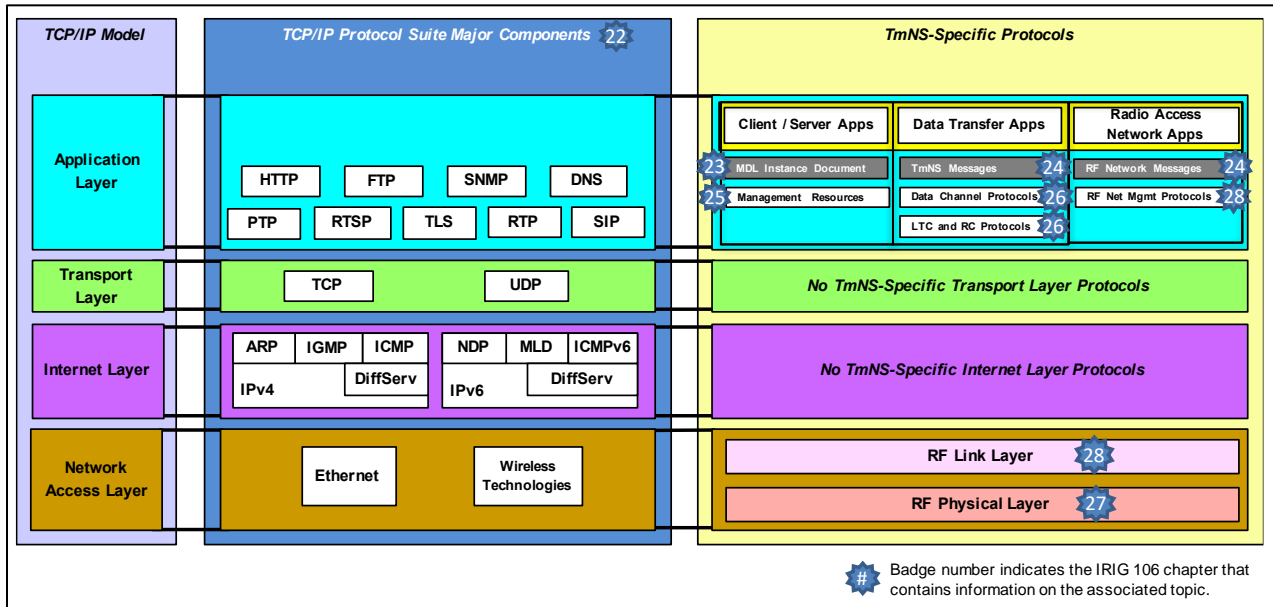 TCP/IP Model
TCP/IP Protocol Suite Major Components 22
TmNS-Specific Protocols
Application
Layer
HTTP
FTP
SNMP
DNS
PTP
RTSP
TLS
RTP
SIP
Client / Server Apps
Data Transfer Apps
Radio Access
Network Apps
23 MDL Instance Document
TmNS Messages 24
RF Network Messages 24
25 Management Resources
Data Channel Protocols 26
RF Net Mgmt Protocols 28
LTC and RC Protocols 26
Transport
Layer
TCP
UDP
No TmNS-Specific Transport Layer Protocols
Internet Layer
ARP
IGMP
ICMP
DiffServ
IPv4
NDP
MLD
ICMPv6
DiffServ
IPv6
No TmNS-Specific Internet Layer Protocols
Network
Access Layer
Ethernet
Wireless
Technologies
RF Link Layer 28
RF Physical Layer 27
# Badge number indicates the IRIG 106 chapter that
contains information on the associated topic.